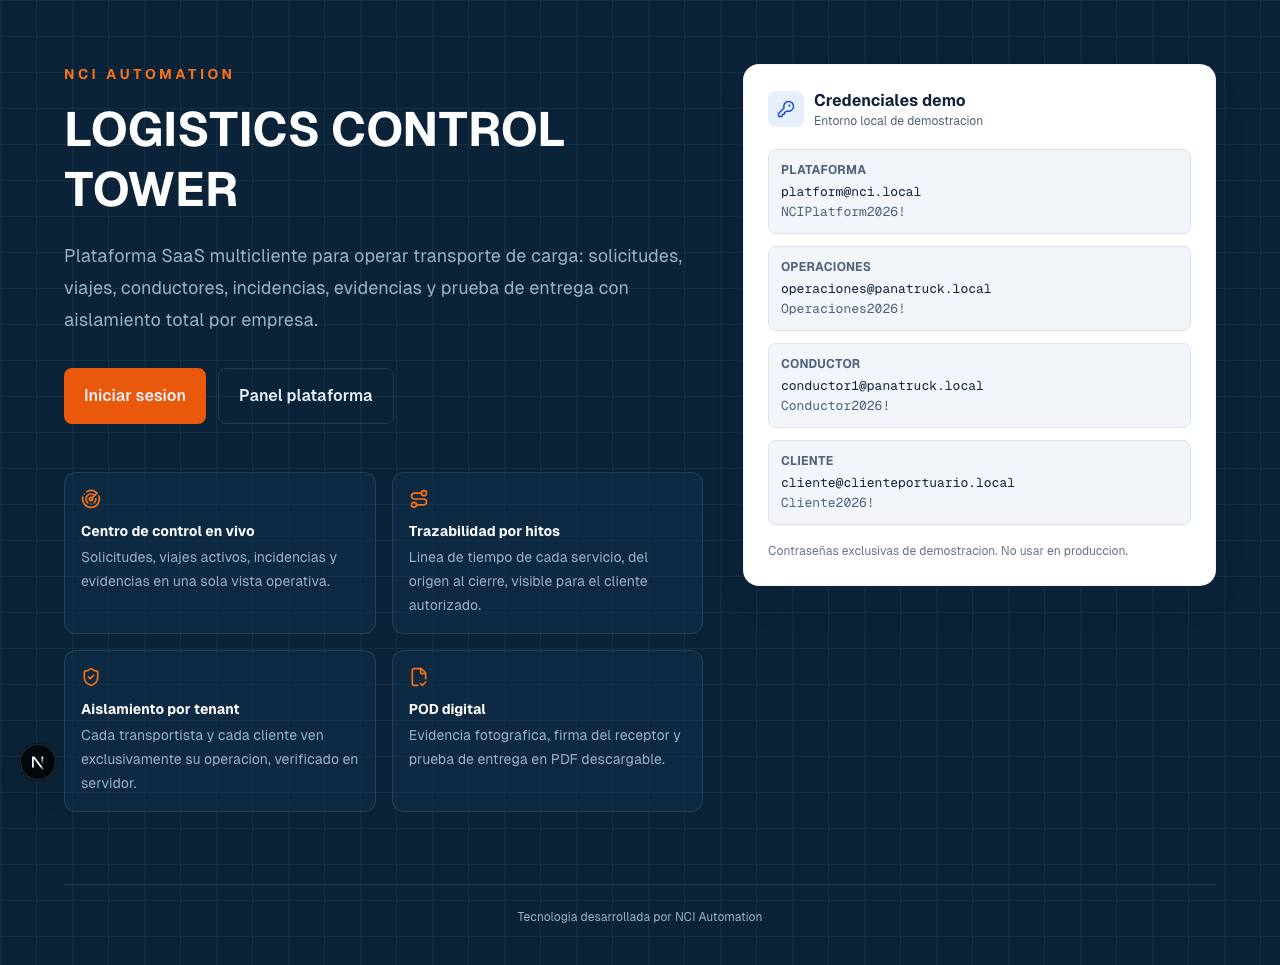 NCI AUTOMATION
LOGISTICS CONTROL
TOWER
Plataforma SaaS multicliente para operar transporte de carga: solicitudes,
viajes, conductores, incidencias, evidencias y prueba de entrega con
aislamiento total por empresa.
Iniciar sesion
Panel plataforma
Centro de control en vivo
Solicitudes, viajes activos, incidencias y
evidencias en una sola vista operativa.
Trazabilidad por hitos
Linea de tiempo de cada servicio, del
origen al cierre, visible para el cliente
autorizado.
Aislamiento por tenant
Cada transportista y cada cliente ven
exclusivamente su operacion, verificado en
servidor.
POD digital
Evidencia fotografica, firma del receptor y
prueba de entrega en PDF descargable.
Credenciales demo
Entorno local de demostracion
PLATAFORMA
platform@nci.local
NCIPlatform2026!
OPERACIONES
operaciones@panatruck.local
Operaciones2026!
CONDUCTOR
conductor1@panatruck.local
Conductor2026!
CLIENTE
cliente@clienteportuario.local
Cliente2026!
Contraseñas exclusivas de demostracion. No usar en produccion.
N
Tecnologia desarrollada por NCI Automation